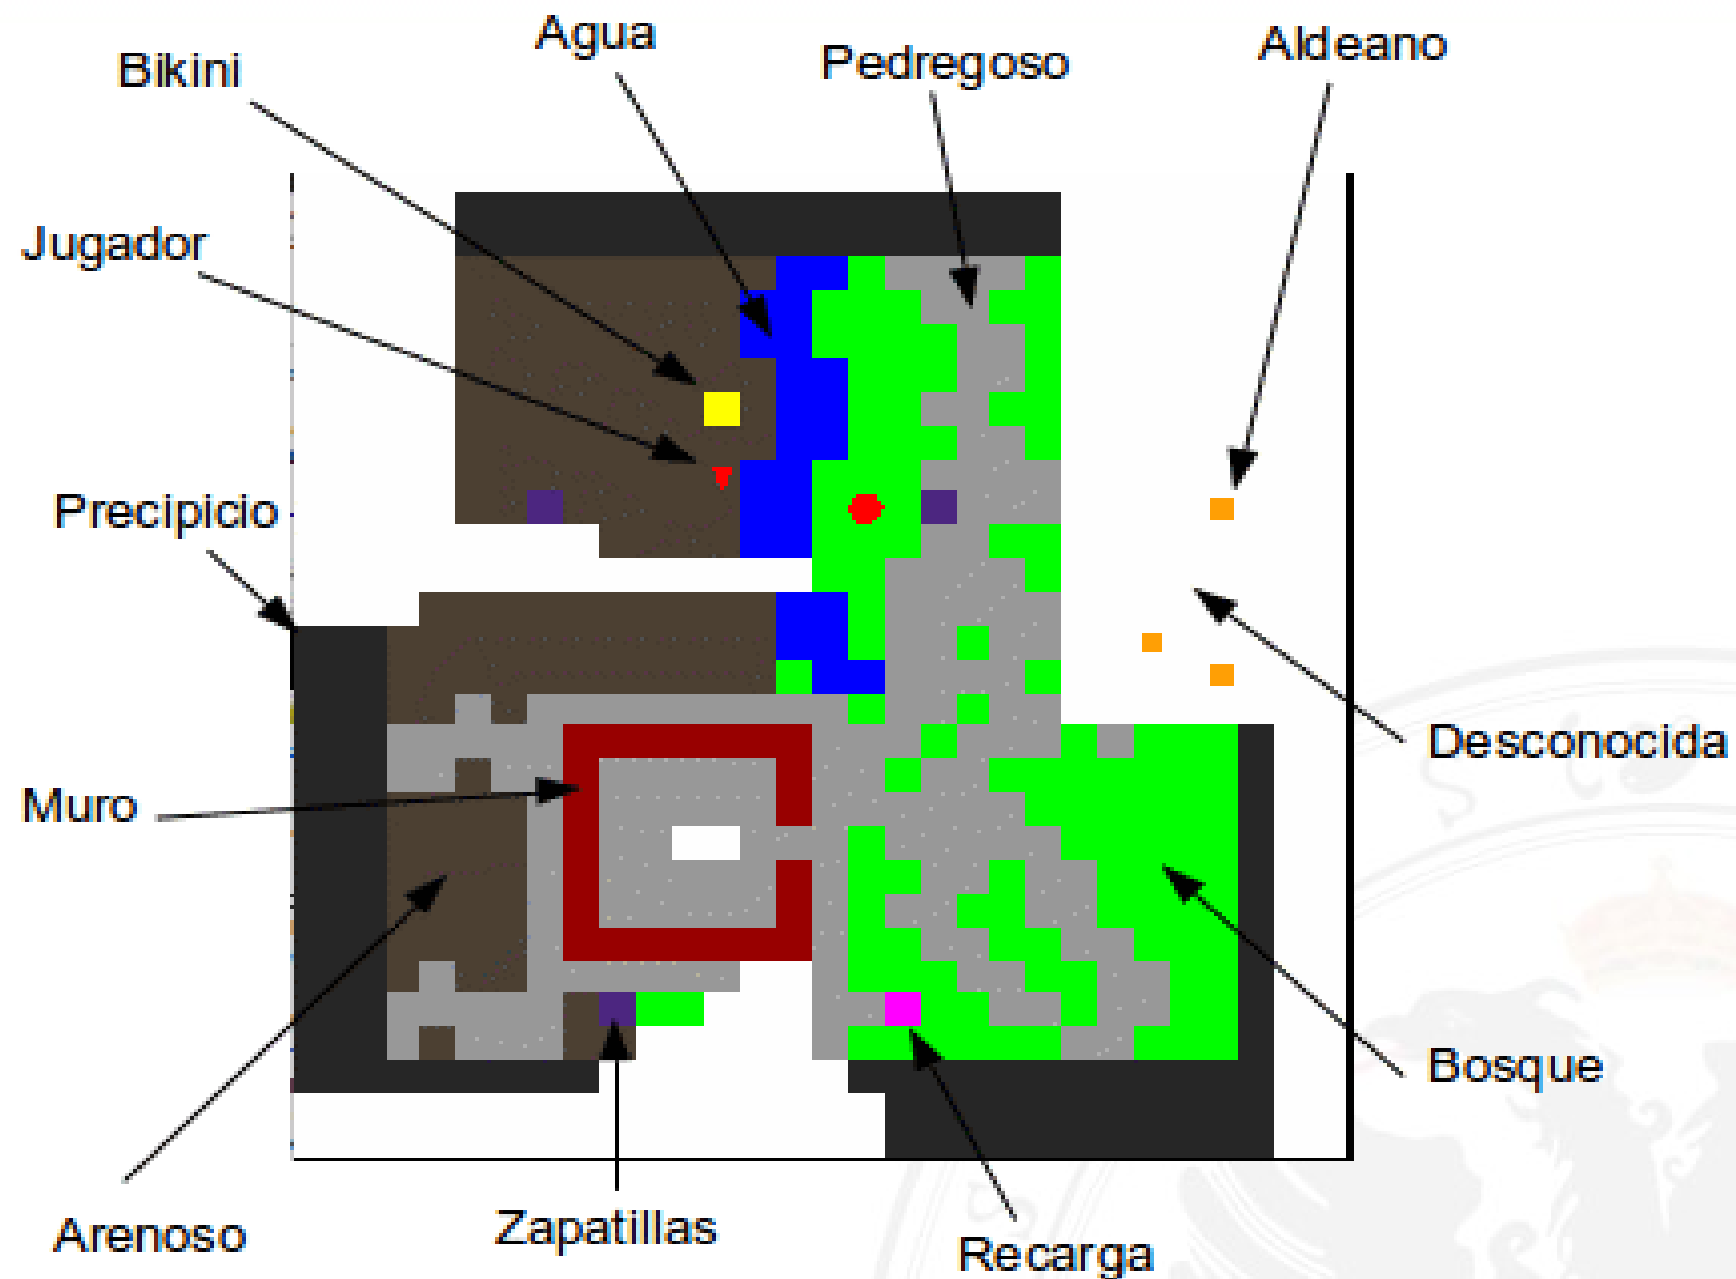 Agua
Aldeano
Pedregoso
Bikini
Jugador
Precipicio
Desconocida
Muro
Bosque
Zapatillas
Arenoso
Recarga